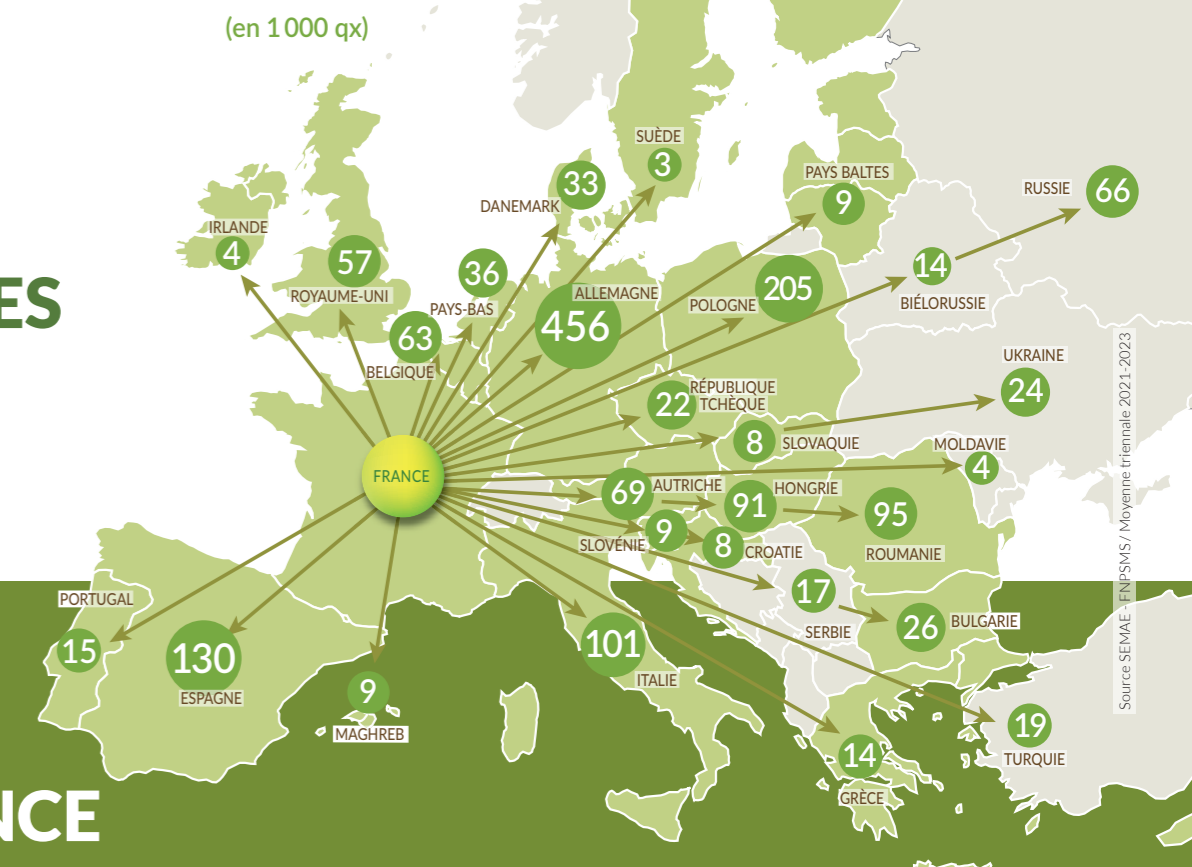 (en 1 000 qx)
SUÈDE
3
DANEMARK
33
PAYS BALTES
9
RUSSIE
66
IRLANDE
4
57
ROYAUME-UNI
36
PAYS-BAS
14
BIÉLORUSSIE
ES
63
BELGIQUE
ALLEMAGNE
456
POLOGNE
205
UKRAINE
24
22
RÉPUBLIQUE
TCHÈQUE
8
SLOVAQUIE
MOLDAVIE
4
FRANCE
69
AUTRICHE
91
HONGRIE
95
ROUMANIE
SLOVÉNIE
9
8
CROATIE
17
SERBIE
26
BULGARIE
PORTUGAL
15
130
ESPAGNE
9
MAGHREB
101
ITALIE
14
GRÈCE
19
TURQUIE
NCE
Source SEMAE - FNPSMS / Moyenne triennale 2021-2023